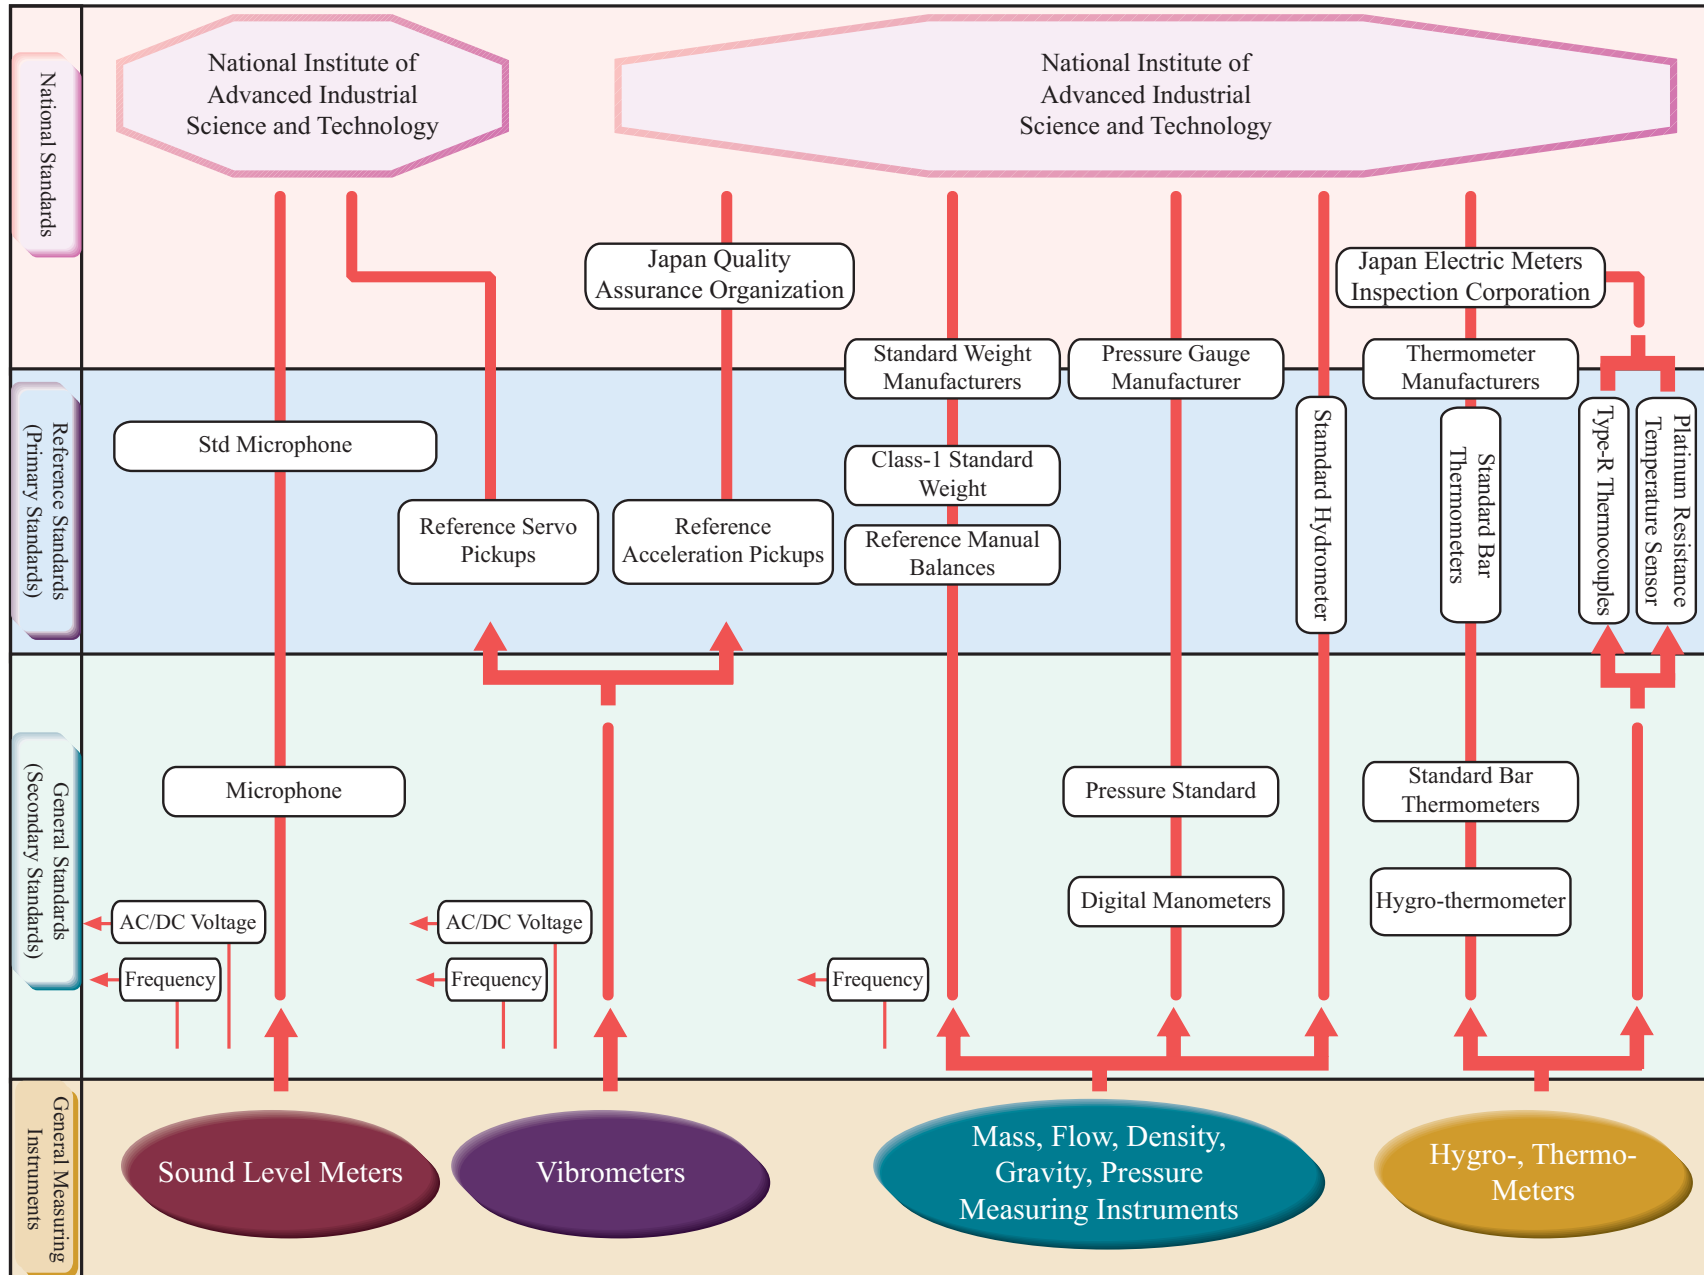 National Standards
National Institute of
Advanced Industrial
Science and Technology
National Institute of
Advanced Industrial
Science and Technology
Japan Quality
Assurance Organization
Japan Electric Meters
Inspection Corporation
Standard Weight
Manufacturers
Pressure Gauge
Manufacturer
Thermometer
Manufacturers
Reference Standards
(Primary Standards)
Std Microphone
Reference Servo
Pickups
Reference
Acceleration Pickups
Class-1 Standard
Weight
Reference Manual
Balances
Stamdard Hydrometer
Standard Bar
Thermometers
Type-R Thermocouples
Platinum Resistance
Temperature Sensor
General Standards
(Secondary Standards)
Microphone
Pressure Standard
Standard Bar
Thermometers
Digital Manometers
Hygro-thermometer
AC/DC Voltage
Frequency
AC/DC Voltage
Frequency
Frequency
General Measuring
Instruments
Sound Level Meters
Vibrometers
Mass, Flow, Density,
Gravity, Pressure
Measuring Instruments
Hygro-, Thermo-
Meters